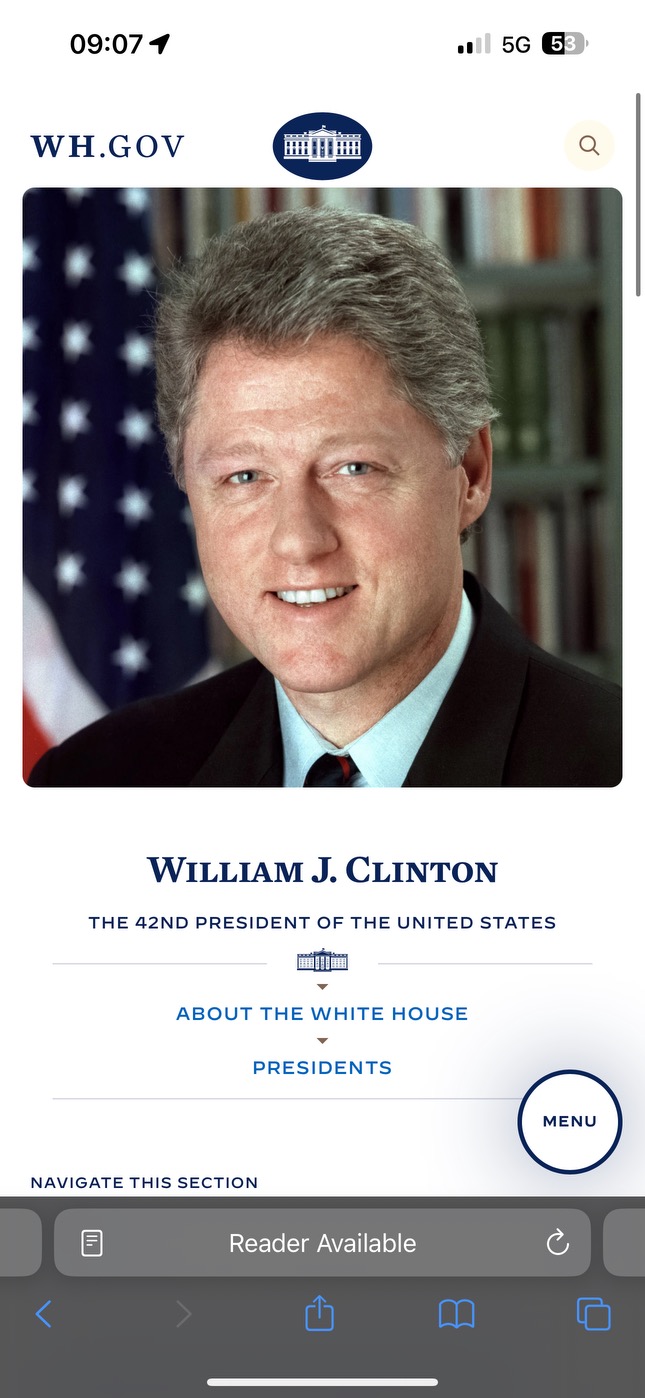 09:07
5G
53
WH.GOV
WILLIAM J. CLINTON
THE 42ND PRESIDENT OF THE UNITED STATES
ABOUT THE WHITE HOUSE
PRESIDENTS
MENU
NAVIGATE THIS SECTION
Reader Available